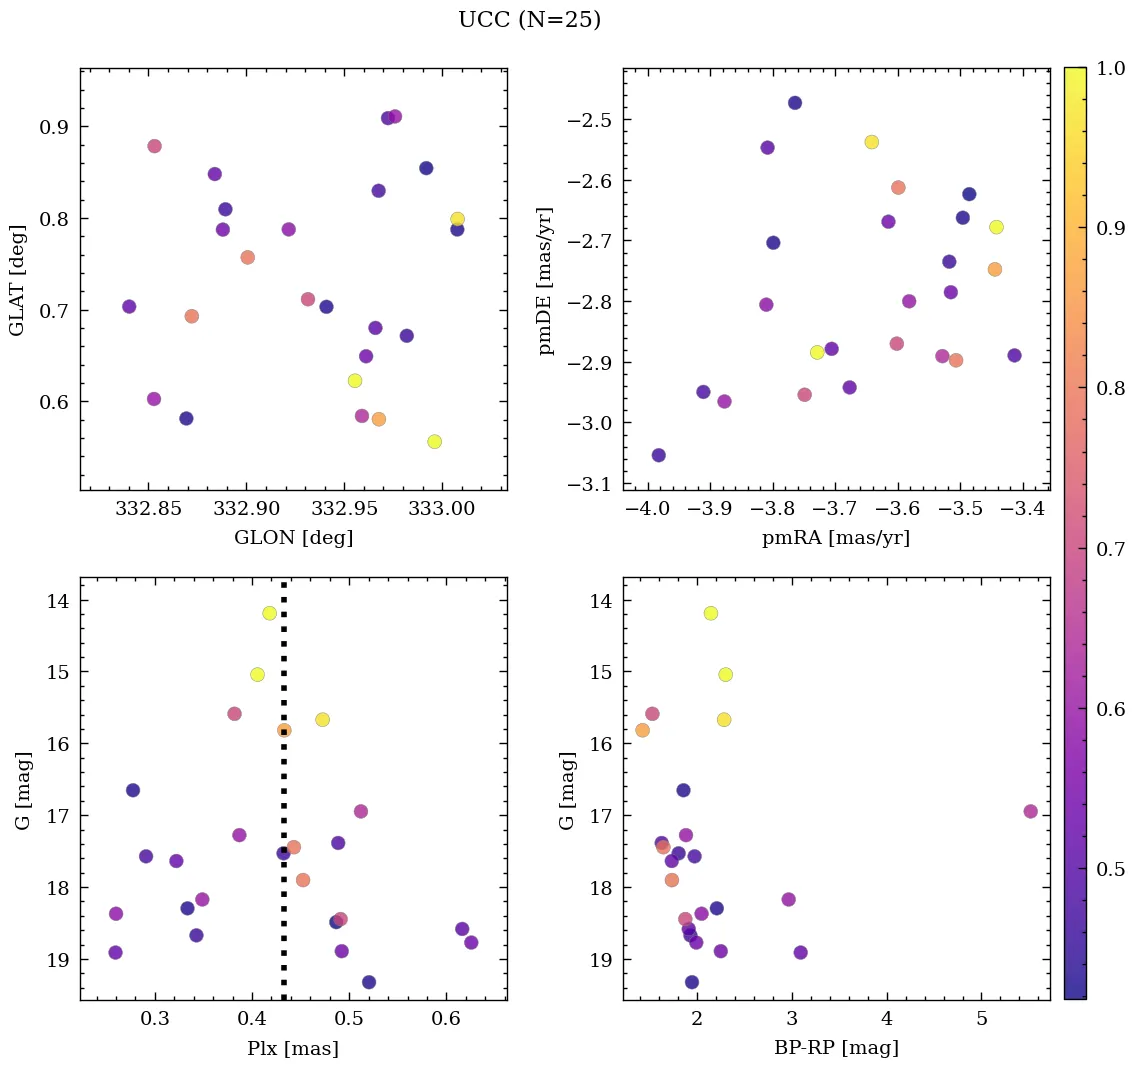 UCC (N=25)
0.9
0.8
0.7
0.6
GLAT [deg]
332.85 332.90 332.95 333.00
GLON [deg]
−2.5
−2.6
−2.7
−2.8
−2.9
−3.0
−3.1
pmDE [mas/yr]
−4.0 −3.9 −3.8 −3.7 −3.6 −3.5 −3.4
pmRA [mas/yr]
14
15
16
17
18
19
G [mag]
0.3 0.4 0.5 0.6
Plx [mas]
14
15
16
17
18
19
G [mag]
2 3 4 5
BP-RP [mag]
1.0
0.9
0.8
0.7
0.6
0.5